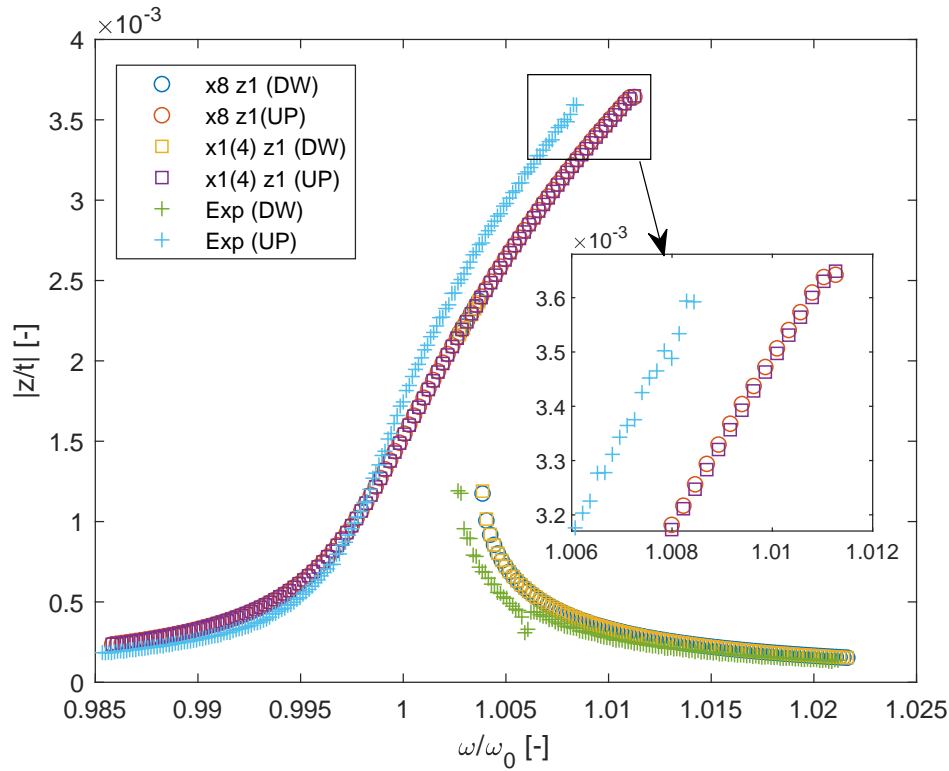 ×10⁻³
4
3.5
3
2.5
2
1.5
1
0.5
0
|z/t| [-]
x8 z1 (DW)
x8 z1(UP)
x1(4) z1 (DW)
x1(4) z1 (UP)
Exp (DW)
Exp (UP)
×10⁻³
3.6
3.5
3.4
3.3
3.2
1.006 1.008 1.01 1.012
0.985 0.99 0.995 1 1.005 1.01 1.015 1.02 1.025
ω/ω₀ [-]